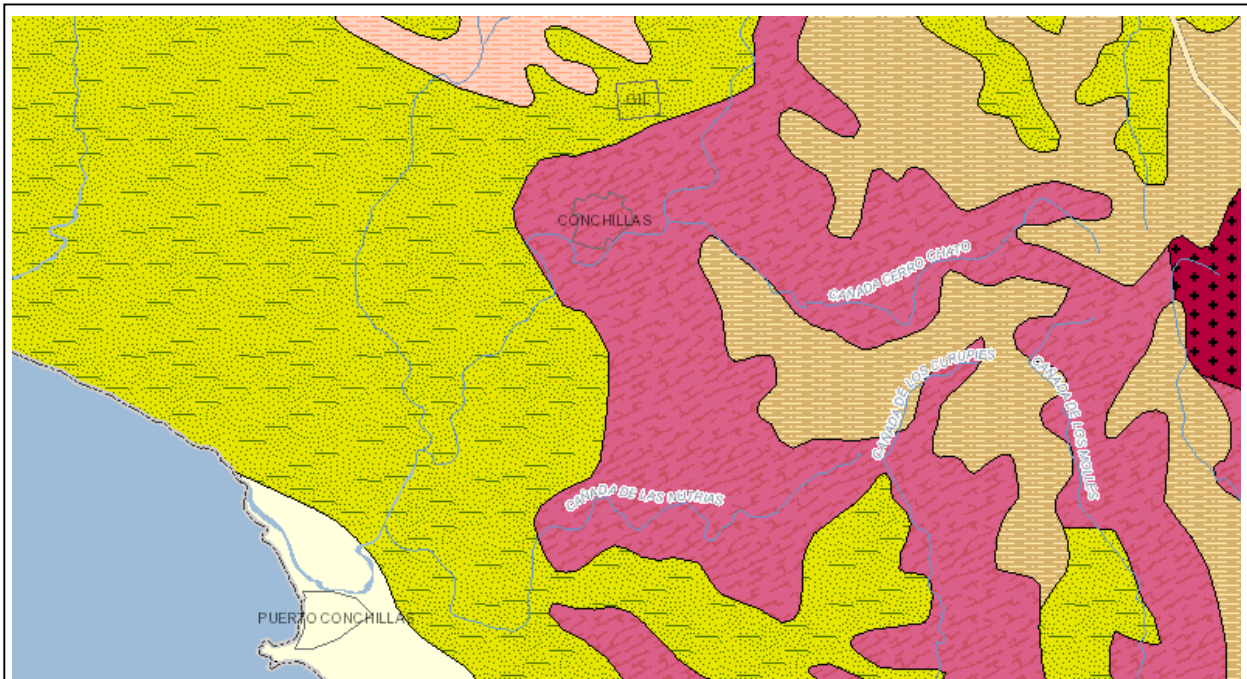 GIL
CONCHILLAS
CAÑADA CERRO CHATO
CAÑADA DE LOS CURUPIES
CAÑADA DE LOS MOLLES
CAÑADA DE LAS NUTRIAS
PUERTO CONCHILLAS